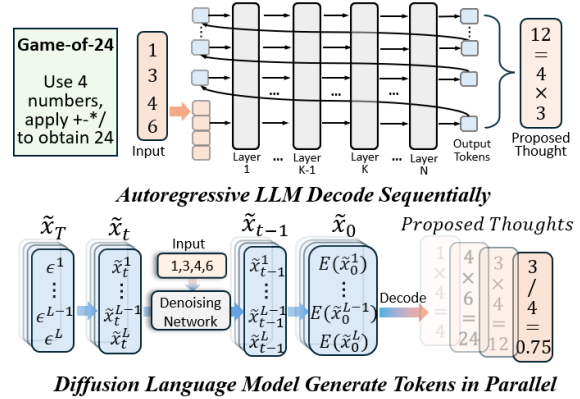 Game-of-24
Use 4
numbers,
apply +-*/
to obtain 24
1
3
4
6
Input
Layer
1
...
Layer
K-1
Layer
K
...
Layer
N
...
...
...
...
Output
Tokens
12
=
4
×
3
Proposed
Thought
Autoregressive LLM Decode Sequentially
x̃_T
x̃_t
x̃_{t−1}
x̃_0
Proposed Thoughts
ϵ^1
⋮
ϵ^{L-1}
ϵ^L
x̃_t^1
⋮
x̃_t^{L-1}
x̃_t^L
Input
1,3,4,6
Denoising
Network
x̃_{t-1}^1
⋮
x̃_{t-1}^{L-1}
x̃_{t-1}^L
E(x̃_0^1)
⋮
E(x̃_0^{L-1})
E(x̃_0^L)
Decode
1
×
4
=
4
4
×
6
=
24
3
×
4
=
12
3
/
4
=
0.75
Diffusion Language Model Generate Tokens in Parallel